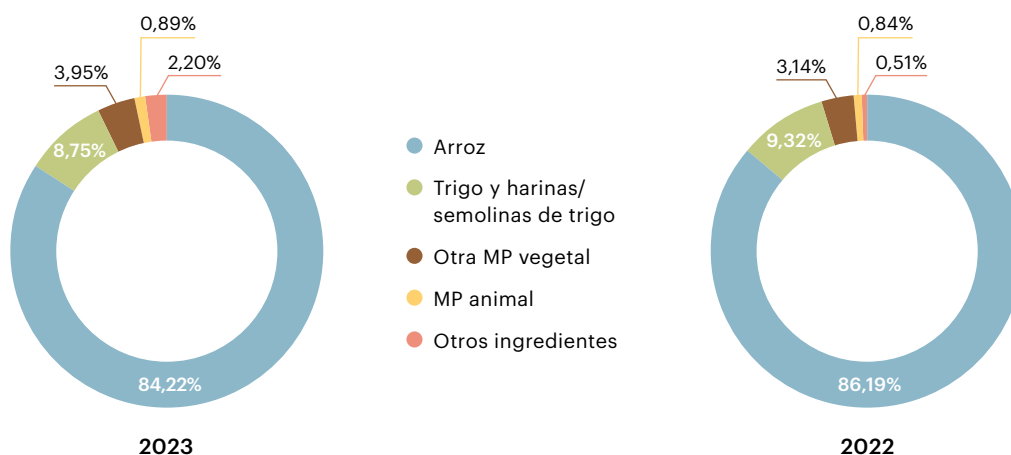 0,89%
3,95%
2,20%
8,75%
84,22%
2023
Arroz
Trigo y harinas/
semolinas de trigo
Otra MP vegetal
MP animal
Otros ingredientes
0,84%
3,14%
0,51%
9,32%
86,19%
2022